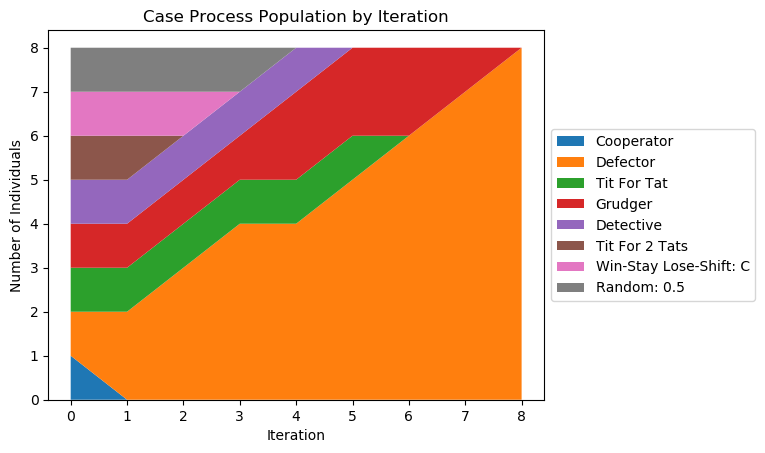 Case Process Population by Iteration
Number of Individuals
8
7
6
5
4
3
2
1
0
0 1 2 3 4 5 6 7 8
Iteration
Cooperator
Defector
Tit For Tat
Grudger
Detective
Tit For 2 Tats
Win-Stay Lose-Shift: C
Random: 0.5